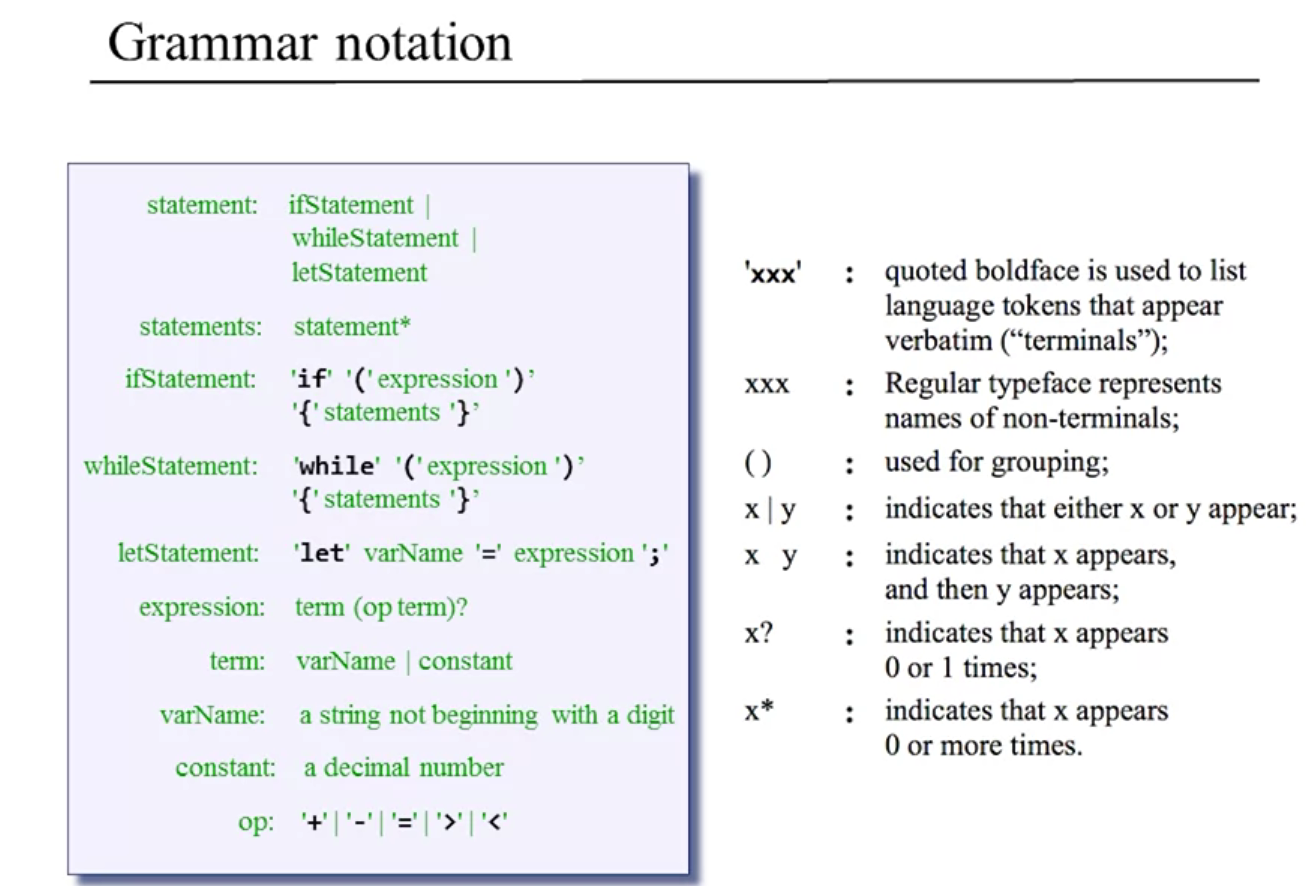 Grammar notation
statement: ifStatement |
whileStatement |
letStatement
statements: statement*
ifStatement: 'if' '(' expression ')’
'{' statements '}’
whileStatement: 'while' '(' expression ')’
'{' statements '}’
letStatement: 'let' varName '=' expression ';'
expression: term (op term)?
term: varName | constant
varName: a string not beginning with a digit
constant: a decimal number
op: '+' | '-' | '=' | '>' | '<'
'xxx' : quoted boldface is used to list
language tokens that appear
verbatim (“terminals”);
xxx : Regular typeface represents
names of non-terminals;
( ) : used for grouping;
x | y : indicates that either x or y appear;
x y : indicates that x appears,
and then y appears;
x? : indicates that x appears
0 or 1 times;
x* : indicates that x appears
0 or more times.